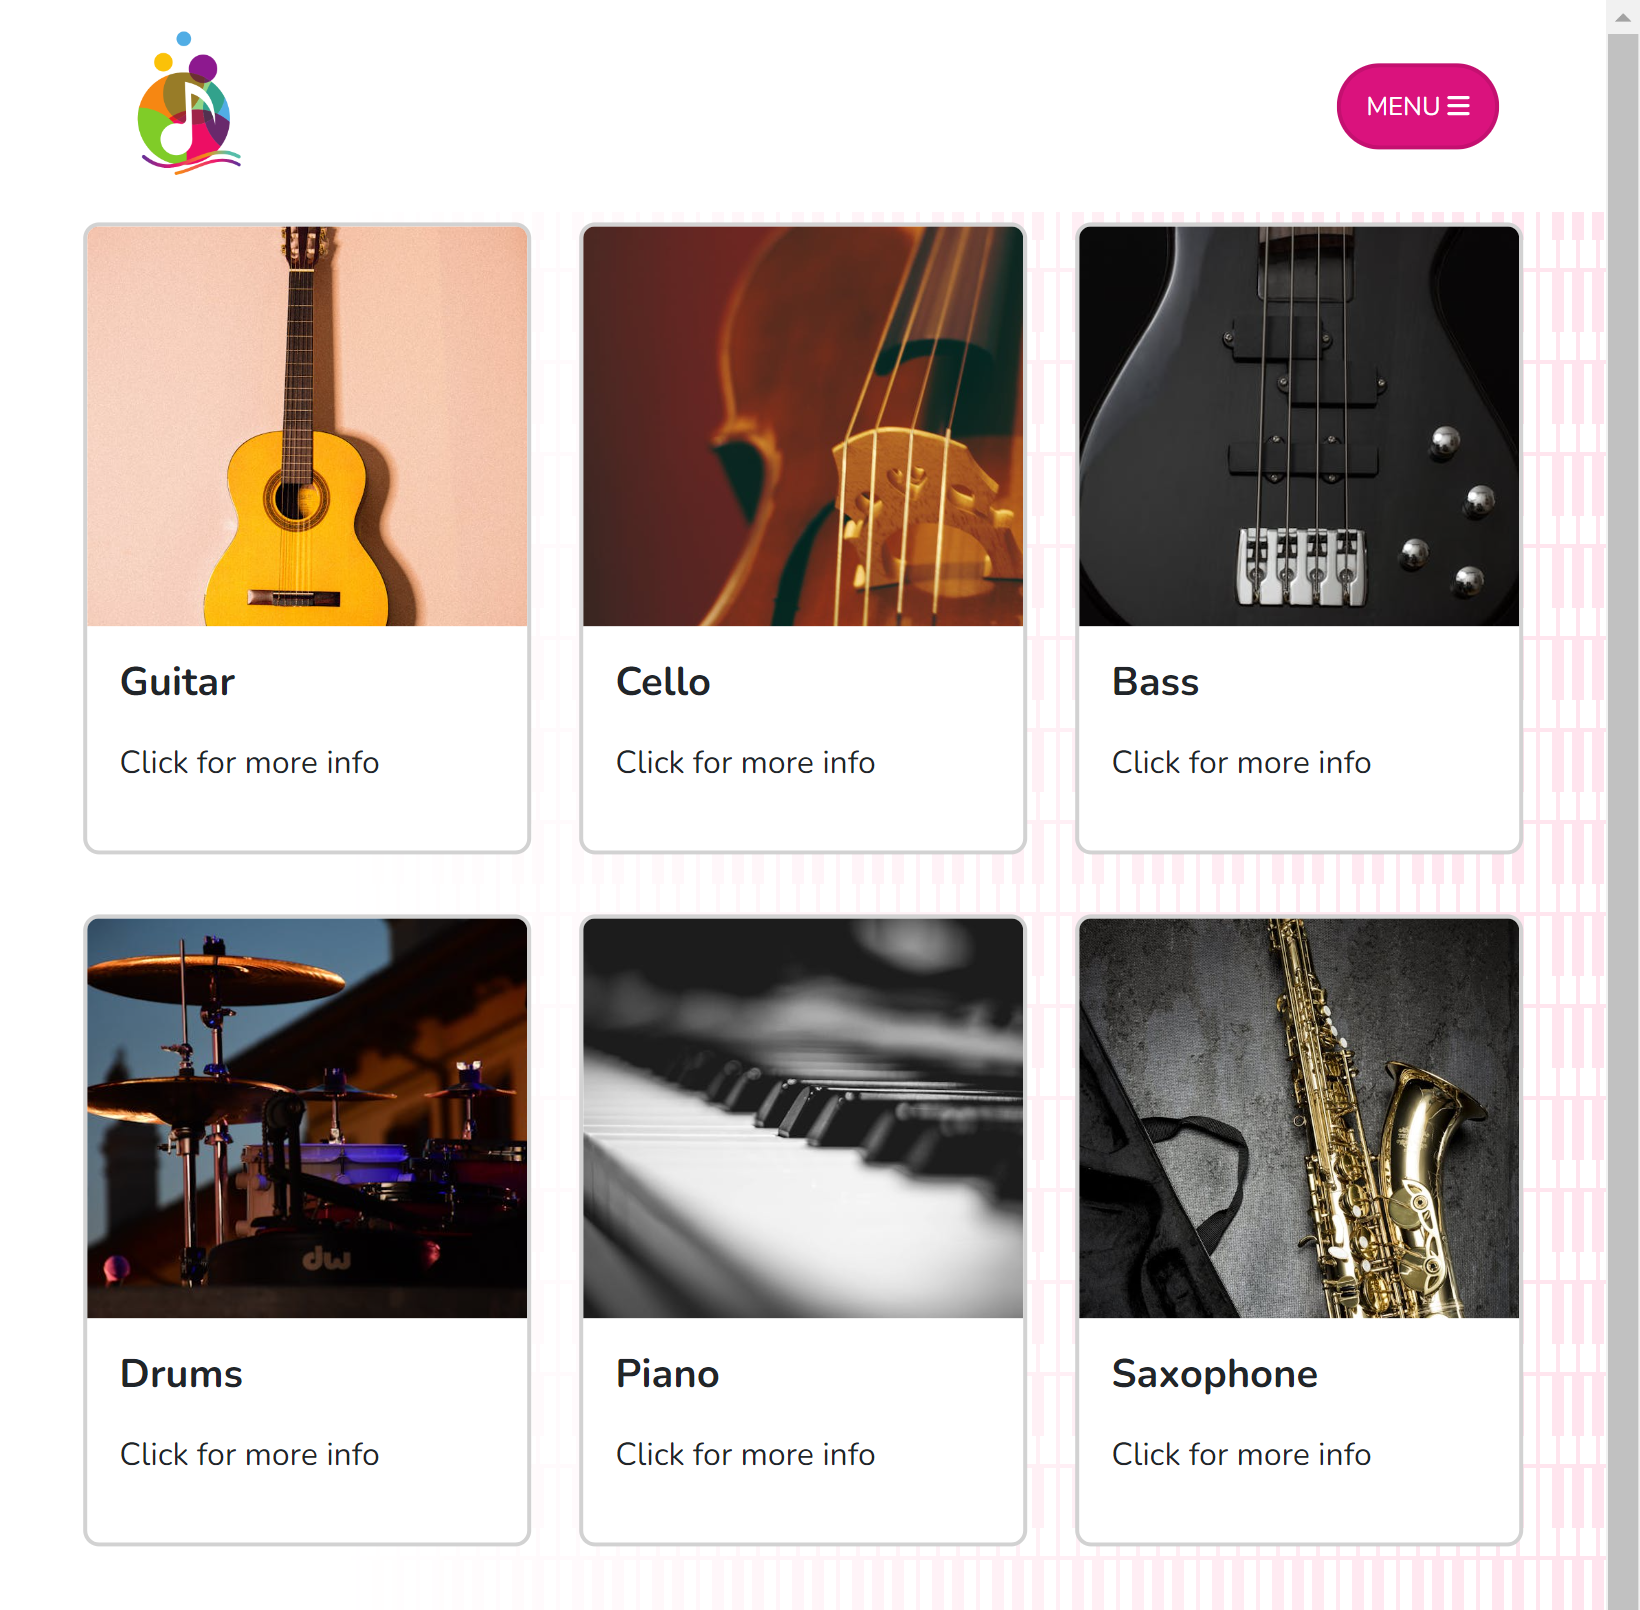 MENU
Guitar
Click for more info
Cello
Click for more info
Bass
Click for more info
dw
Drums
Click for more info
Piano
Click for more info
Saxophone
Click for more info